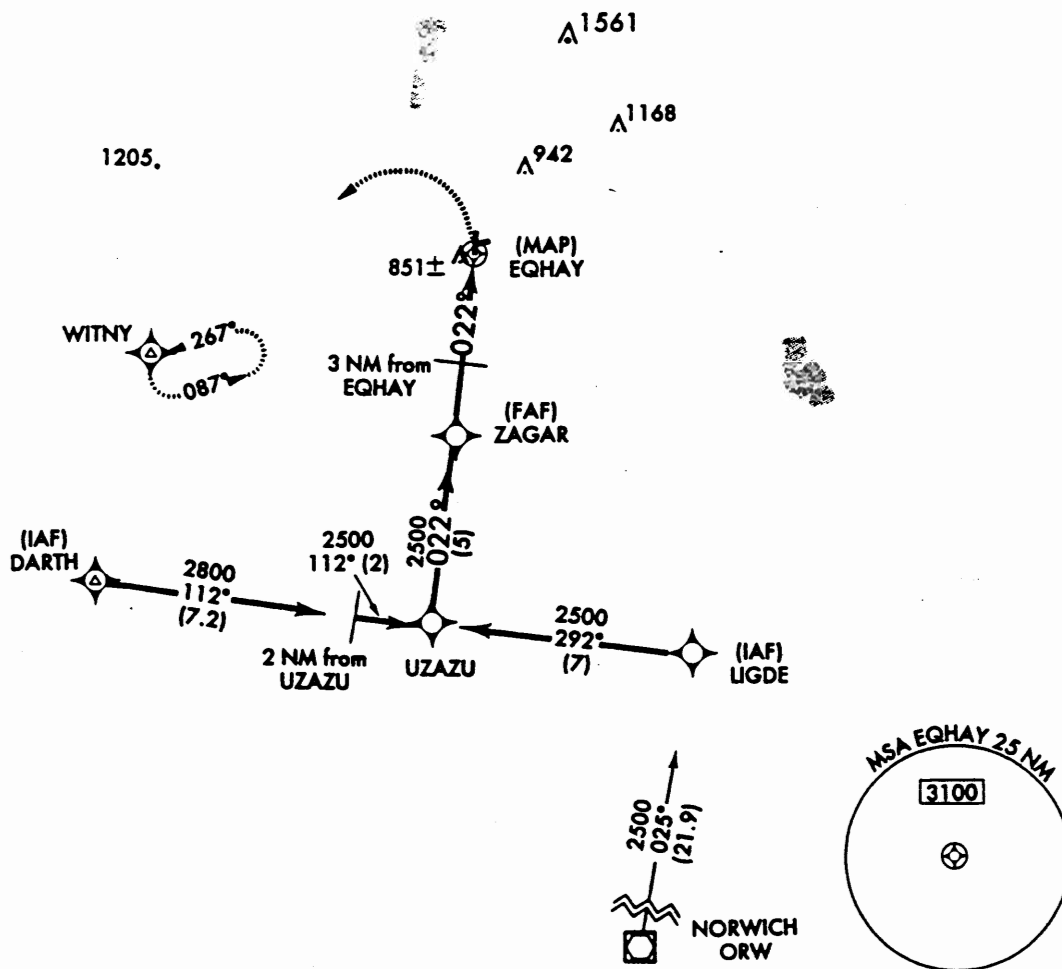 1561
1168
942
1205.
(MAP)
EQHAY
851±
022°
WITNY
267°
087°
3 NM from
EQHAY
(FAF)
ZAGAR
2500
022°
(5)
(IAF)
DARTH
2800
112°
(7.2)
2500
112° (2)
2 NM from
UZAZU
UZAZU
2500
292°
(7)
(IAF)
LIGDE
2500
025°
(21.9)
NORWICH
ORW
MSA EQHAY 25 NM
3100